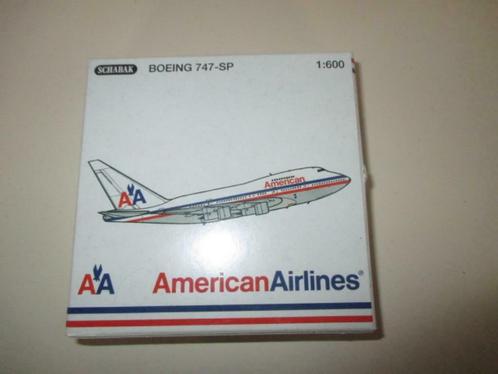 SCHABAK BOEING 747-SP 1:600
American
AA
AA AmericanAirlines®